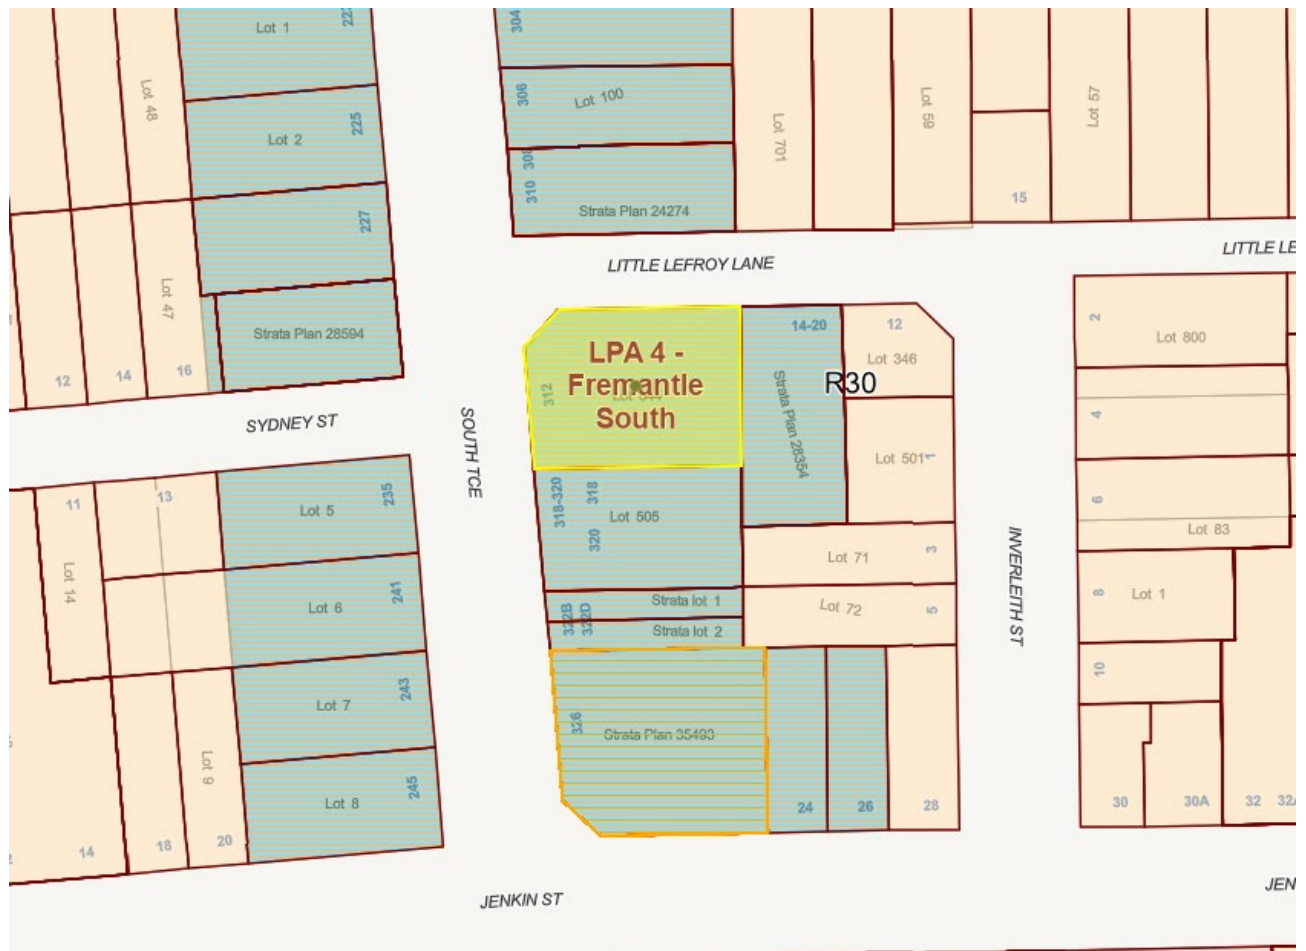 Lot 1
304
Lot 48
225
Lot 2
306
Lot 100
Lot 701
Lot 59
Lot 57
308
310
Strata Plan 24274
15
227
Lot 47
Strata Plan 28594
12
14
16
LITTLE LEFROY LANE
LITTLE LE
SYDNEY ST
SOUTH TCE
312
LPA 4 -
Fremantle
South
14-20
12
Lot 346
R30
Strata Plan 28354
Lot 501
1
2
Lot 800
4
6
Lot 83
11
13
Lot 5
235
318-320
318
320
Lot 505
Lot 71
3
INVERLEITH ST
Lot 14
Lot 6
241
Strata lot 1
Strata lot 2
322B
322D
Lot 72
5
8
Lot 1
10
Lot 7
243
326
Strata Plan 35493
Lot 9
Lot 8
245
24
26
28
30
30A
32
14
18
20
JENKIN ST
JEN